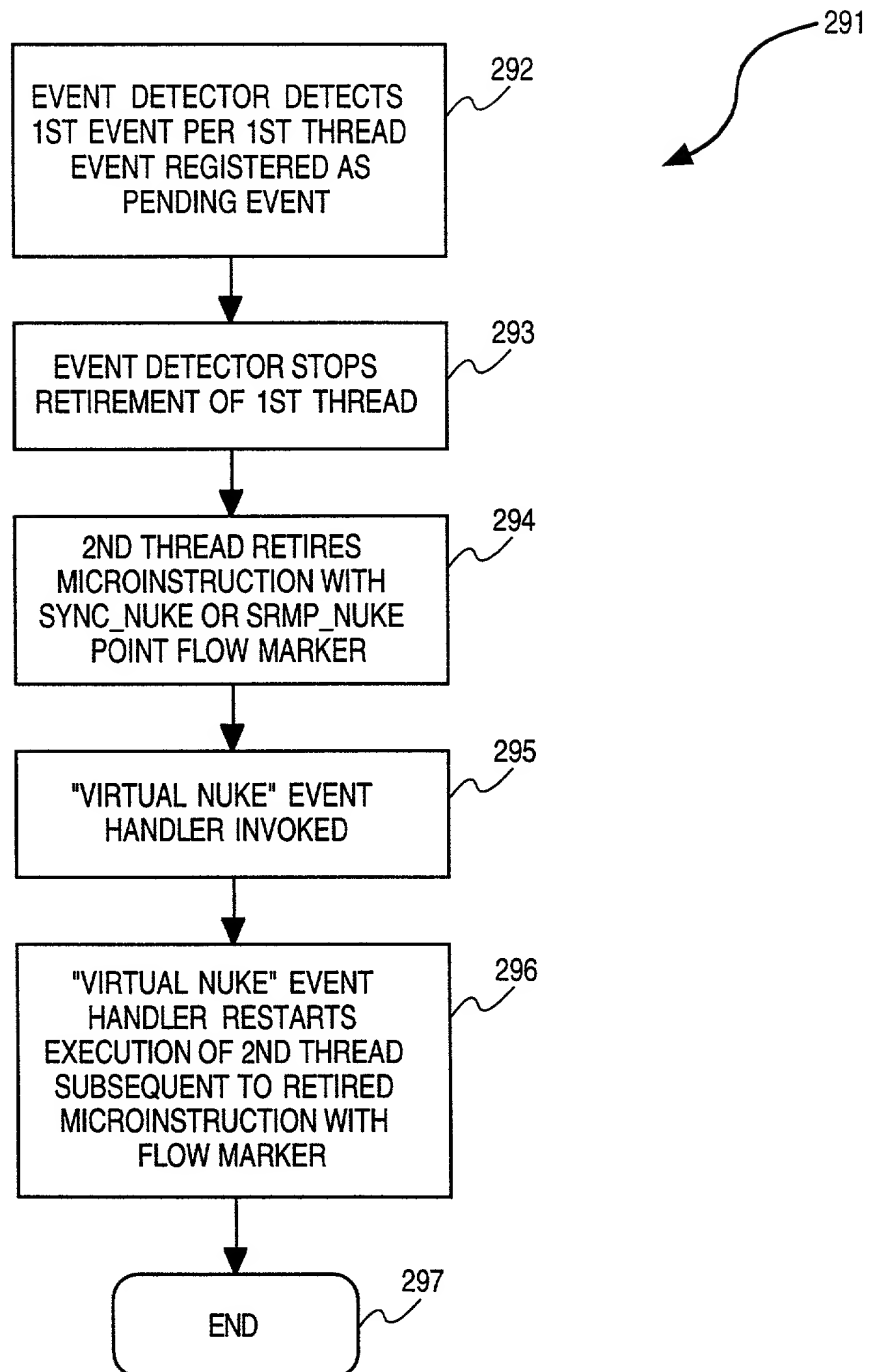 291
292
EVENT DETECTOR DETECTS
1ST EVENT PER 1ST THREAD
EVENT REGISTERED AS
PENDING EVENT
293
EVENT DETECTOR STOPS
RETIREMENT OF 1ST THREAD
294
2ND THREAD RETIRES
MICROINSTRUCTION WITH
SYNC_NUKE OR SRMP_NUKE
POINT FLOW MARKER
295
"VIRTUAL NUKE" EVENT
HANDLER INVOKED
296
"VIRTUAL NUKE" EVENT
HANDLER RESTARTS
EXECUTION OF 2ND THREAD
SUBSEQUENT TO RETIRED
MICROINSTRUCTION WITH
FLOW MARKER
297
END